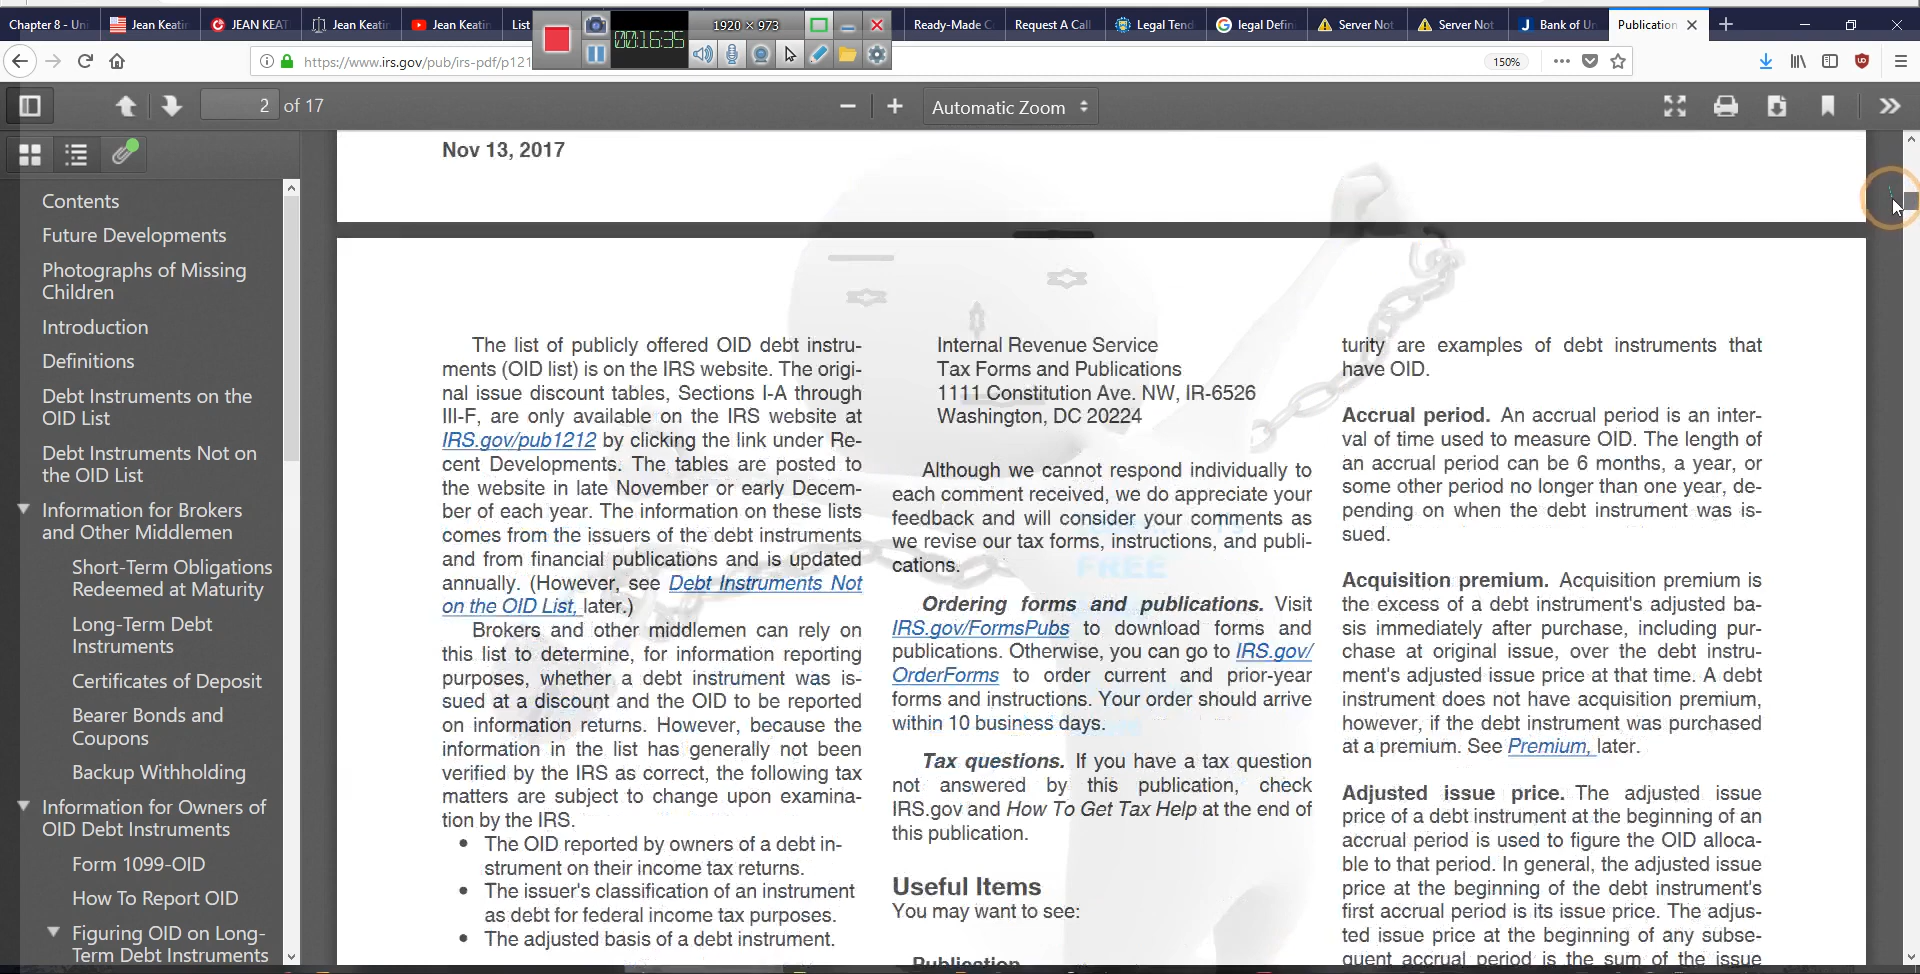 Chapter 8 - Uni
Jean Keatin
JEAN KEAT
Jean Keatin
Jean Keatin
List
1920 × 973
Ready-Made C
Request A Call
Legal Tend
legal Defin
Server Not
Server Not
Bank of Un
Publication
00:16:35
https://www.irs.gov/pub/irs-pdf/p121
150%
2 of 17
Automatic Zoom
Contents
Future Developments
Photographs of Missing
Children
Introduction
Definitions
Debt Instruments on the
OID List
Debt Instruments Not on
the OID List
Information for Brokers
and Other Middlemen
Short-Term Obligations
Redeemed at Maturity
Long-Term Debt
Instruments
Certificates of Deposit
Bearer Bonds and
Coupons
Backup Withholding
Information for Owners of
OID Debt Instruments
Form 1099-OID
How To Report OID
Figuring OID on Long-
Term Debt Instruments
Nov 13, 2017
The list of publicly offered OID debt instru-
ments (OID list) is on the IRS website. The origi-
nal issue discount tables, Sections I-A through
III-F, are only available on the IRS website at
IRS.gov/pub1212 by clicking the link under Re-
cent Developments. The tables are posted to
the website in late November or early Decem-
ber of each year. The information on these lists
comes from the issuers of the debt instruments
and from financial publications and is updated
annually. (However, see Debt Instruments Not
on the OID List, later.)
Brokers and other middlemen can rely on
this list to determine, for information reporting
purposes, whether a debt instrument was is-
sued at a discount and the OID to be reported
on information returns. However, because the
information in the list has generally not been
verified by the IRS as correct, the following tax
matters are subject to change upon examina-
tion by the IRS.
• The OID reported by owners of a debt in-
strument on their income tax returns.
• The issuer's classification of an instrument
as debt for federal income tax purposes.
• The adjusted basis of a debt instrument.
Internal Revenue Service
Tax Forms and Publications
1111 Constitution Ave. NW, IR-6526
Washington, DC 20224
Although we cannot respond individually to
each comment received, we do appreciate your
feedback and will consider your comments as
we revise our tax forms, instructions, and publi-
cations.
FREE
Ordering forms and publications. Visit
IRS.gov/FormsPubs to download forms and
publications. Otherwise, you can go to IRS.gov/
OrderForms to order current and prior-year
forms and instructions. Your order should arrive
within 10 business days.
Tax questions. If you have a tax question
not answered by this publication, check
IRS.gov and How To Get Tax Help at the end of
this publication.
Useful Items
You may want to see:
Publication
turity are examples of debt instruments that
have OID.
Accrual period. An accrual period is an inter-
val of time used to measure OID. The length of
an accrual period can be 6 months, a year, or
some other period no longer than one year, de-
pending on when the debt instrument was is-
sued.
Acquisition premium. Acquisition premium is
the excess of a debt instrument's adjusted ba-
sis immediately after purchase, including pur-
chase at original issue, over the debt instru-
ment's adjusted issue price at that time. A debt
instrument does not have acquisition premium,
however, if the debt instrument was purchased
at a premium. See Premium, later.
Adjusted issue price. The adjusted issue
price of a debt instrument at the beginning of an
accrual period is used to figure the OID alloca-
ble to that period. In general, the adjusted issue
price at the beginning of the debt instrument's
first accrual period is its issue price. The adjus-
ted issue price at the beginning of any subse-
quent accrual period is the sum of the issue